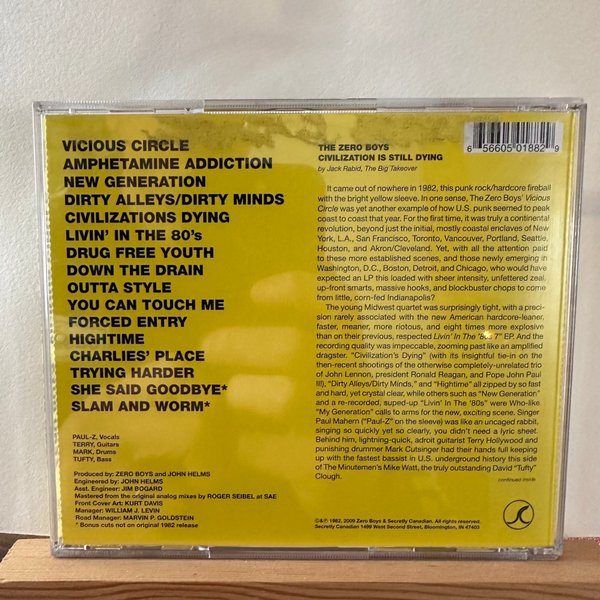 VICIOUS CIRCLE
AMPHETAMINE ADDICTION
NEW GENERATION
DIRTY ALLEYS/DIRTY MINDS
CIVILIZATIONS DYING
LIVIN' IN THE 80's
DRUG FREE YOUTH
DOWN THE DRAIN
OUTTA STYLE
YOU CAN TOUCH ME
FORCED ENTRY
HIGHTIME
CHARLIES' PLACE
TRYING HARDER
SHE SAID GOODBYE*
SLAM AND WORM*
PAUL-Z, Vocals
TERRY, Guitars
MARK, Drums
TUFTY, Bass
Produced by: ZERO BOYS and JOHN HELMS
Engineered by: JOHN HELMS
Asst. Engineer: JIM BOGARD
Mastered from the original analog mixes by ROGER SEIBEL at SAE
Front Cover Art: KURT DAVIS
Manager: WILLIAM J. LEVIN
Road Manager: MARVIN P. GOLDSTEIN
* Bonus cuts not on original 1982 release
THE ZERO BOYS
CIVILIZATION IS STILL DYING
by Jack Rabid, The Big Takeover
6 56605 01882 9
It came out of nowhere in 1982, this punk rock/hardcore fireball
with the bright yellow sleeve. In one sense, The Zero Boys' Vicious
Circle was yet another example of how U.S. punk seemed to peak
coast to coast that year. For the first time, it was truly a continental
revolution, beyond just the initial, mostly coastal enclaves of New
York, L.A., San Francisco, Toronto, Vancouver, Portland, Seattle,
Houston, and Akron/Cleveland. Yet, with all the attention paid
to these more established scenes, and those newly emerging in
Washington, D.C., Boston, Detroit, and Chicago, who would have
expected an LP this loaded with sheer intensity, unfettered zeal,
up-front smarts, massive hooks, and blockbuster chops to come
from little, corn-fed Indianapolis?
The young Midwest quartet was surprisingly tight, with a preci-
sion rarely associated with the new American hardcore-leaner,
faster, meaner, more riotous, and eight times more explosive
than on their previous, respected Livin' In The '80s 7" EP. And the
recording quality was impeccable, zooming past like an amplified
dragster. "Civilization's Dying" (with its insightful tie-in on the
then-recent shootings of the otherwise completely-unrelated trio
of John Lennon, president Ronald Reagan, and Pope John Paul
II!), "Dirty Alleys/Dirty Minds," and "Hightime" all zipped by so fast
and hard, yet crystal clear, while others such as "New Generation"
and a re-recorded, suped-up "Livin' In The '80s" were Who-like
"My Generation" calls to arms for the new, exciting scene. Singer
Paul Mahern ("Paul-Z" on the sleeve) was like an uncaged rabbit,
singing so quickly yet so clearly, you didn't need a lyric sheet.
Behind him, lightning-quick, adroit guitarist Terry Hollywood and
punishing drummer Mark Cutsinger had their hands full keeping
up with the fastest bassist in U.S. underground history this side
of The Minutemen's Mike Watt, the truly outstanding David "Tufty"
Clough.
continued inside
©&℗ 1982, 2009 Zero Boys & Secretly Canadian. All rights reserved.
Secretly Canadian 1499 West Second Street, Bloomington, IN 47403